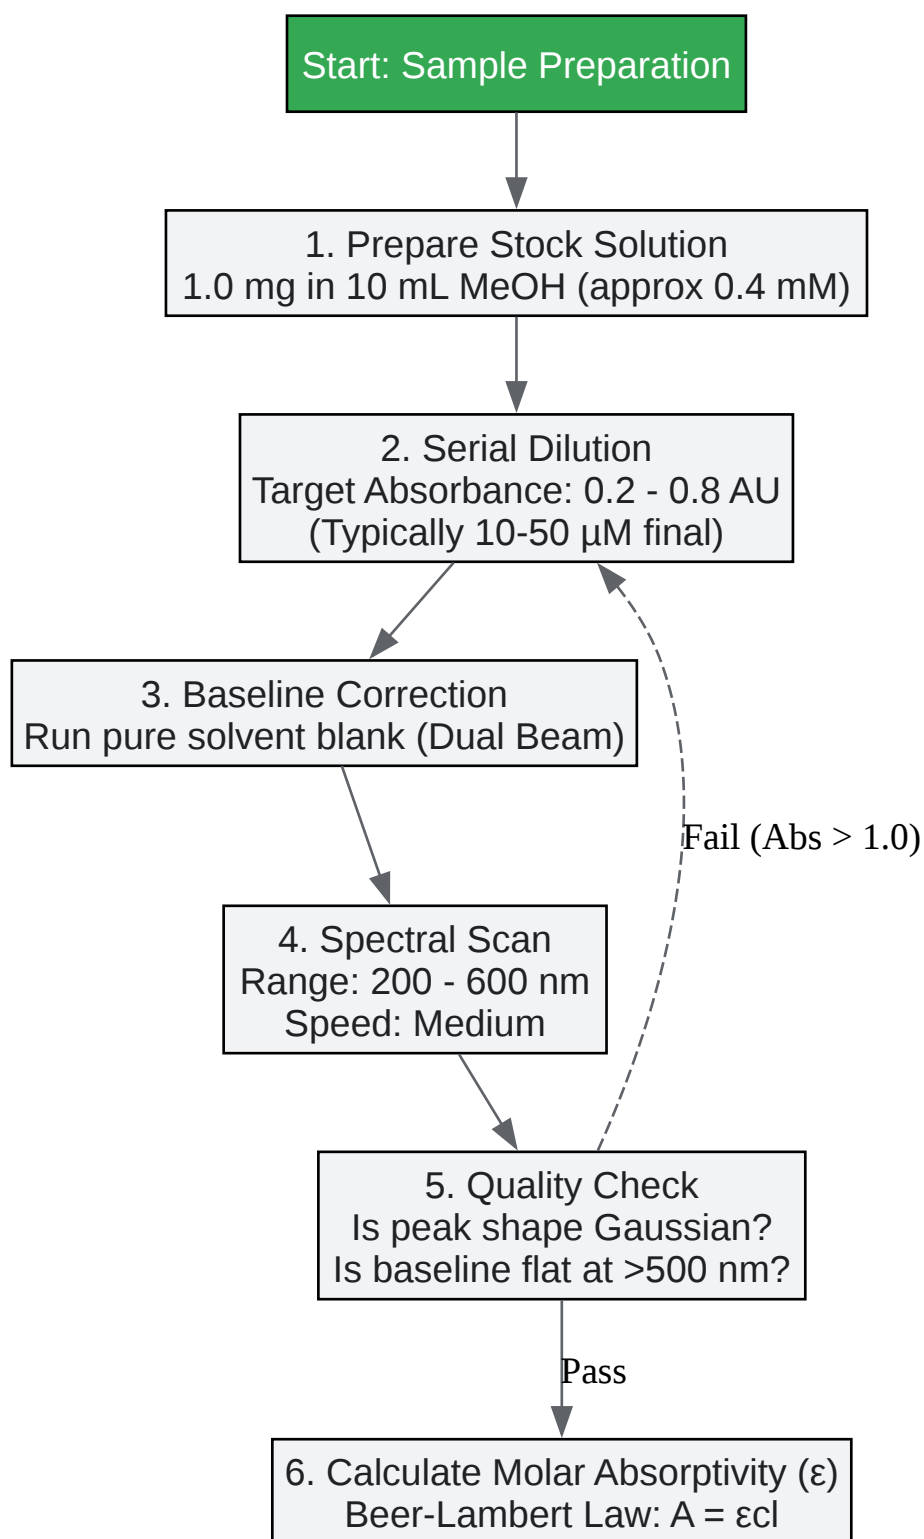 Start: Sample Preparation
1. Prepare Stock Solution
1.0 mg in 10 mL MeOH (approx 0.4 mM)
2. Serial Dilution
Target Absorbance: 0.2 - 0.8 AU
(Typically 10-50 µM final)
3. Baseline Correction
Run pure solvent blank (Dual Beam)
Fail (Abs > 1.0)
4. Spectral Scan
Range: 200 - 600 nm
Speed: Medium
5. Quality Check
Is peak shape Gaussian?
Is baseline flat at >500 nm?
Pass
6. Calculate Molar Absorptivity (ε)
Beer-Lambert Law: A = εcl